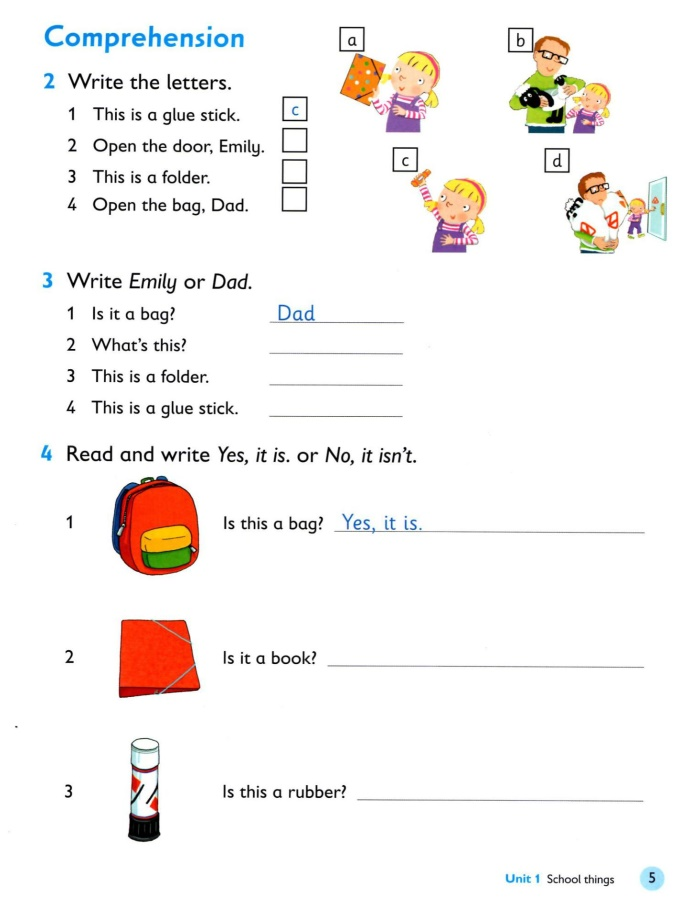 Comprehension
a
b
2 Write the letters.
1 This is a glue stick. c
2 Open the door, Emily.
3 This is a folder.
4 Open the bag, Dad.
c
d
3 Write Emily or Dad.
1 Is it a bag? Dad
2 What's this?
3 This is a folder.
4 This is a glue stick.
4 Read and write Yes, it is. or No, it isn't.
1 Is this a bag? Yes, it is.
2 Is it a book?
3 Is this a rubber?
Unit 1 School things 5